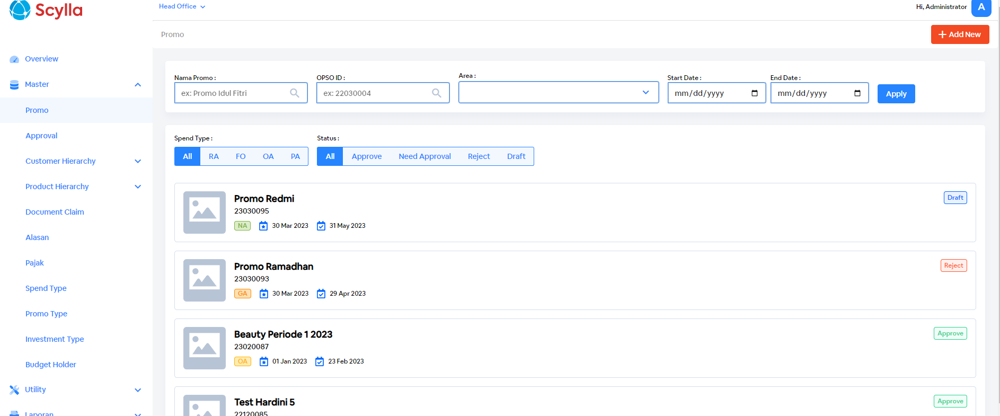 Scylla
Head Office
Hi, Administrator
A
Promo
Add New
Overview
Master
Promo
Approval
Customer Hierarchy
Product Hierarchy
Document Claim
Alasan
Pajak
Spend Type
Promo Type
Investment Type
Budget Holder
Utility
Laporan
Nama Promo :
ex: Promo Idul Fitri
OPSO ID :
ex: 22030004
Area :
Start Date :
mm/dd/yyyy
End Date :
mm/dd/yyyy
Apply
Spend Type :
All RA FO OA PA
Status :
All Approve Need Approval Reject Draft
Promo Redmi
Draft
23030095
NA 30 Mar 2023 31 May 2023
Promo Ramadhan
Reject
23030093
GA 30 Mar 2023 29 Apr 2023
Beauty Periode 1 2023
Approve
23020087
OA 01 Jan 2023 23 Feb 2023
Test Hardini 5
Approve
22120085